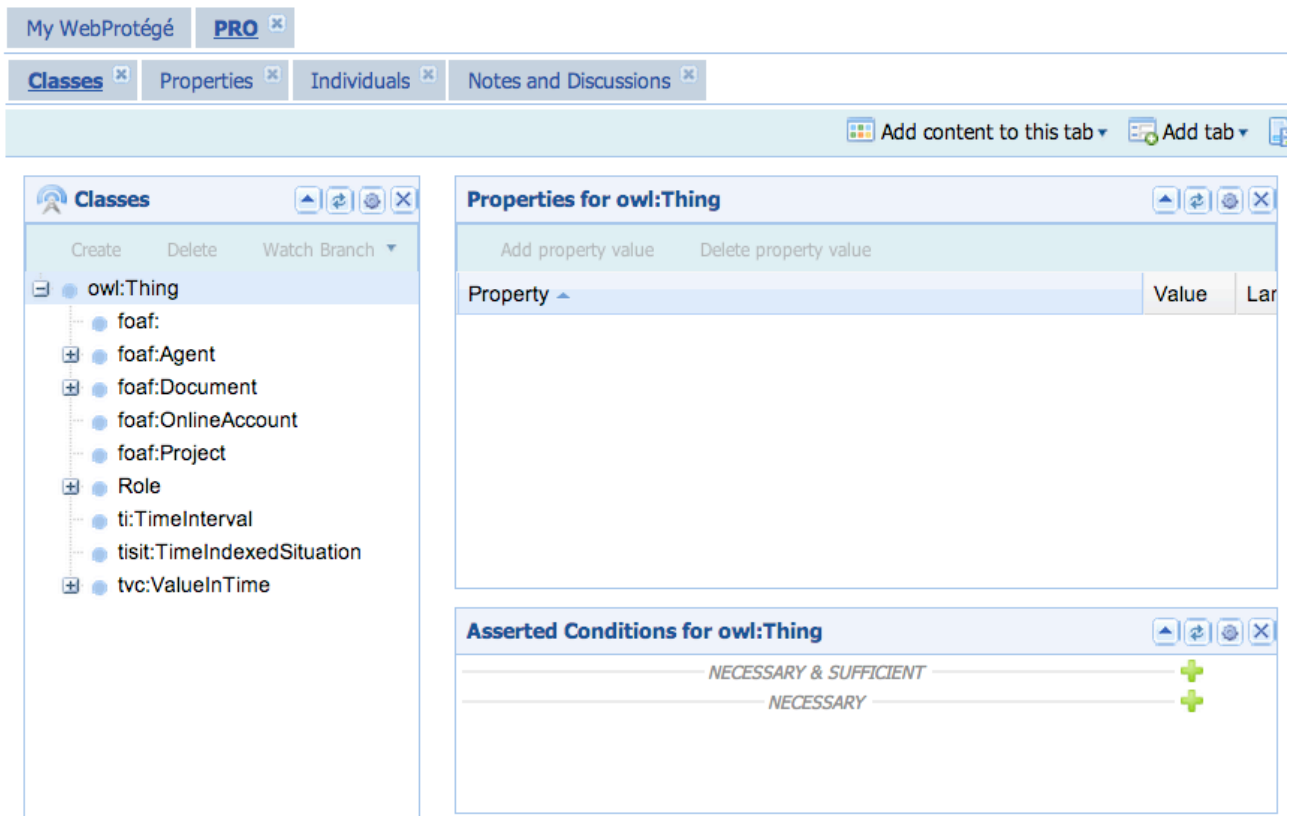 My WebProtégé PRO
Classes Properties Individuals Notes and Discussions
Add content to this tab Add tab
Classes
Create Delete Watch Branch
owl:Thing
foaf:
foaf:Agent
foaf:Document
foaf:OnlineAccount
foaf:Project
Role
ti:TimeInterval
tisit:TimeIndexedSituation
tvc:ValueInTime
Properties for owl:Thing
Add property value Delete property value
Property Value Lar
Asserted Conditions for owl:Thing
NECESSARY & SUFFICIENT
NECESSARY